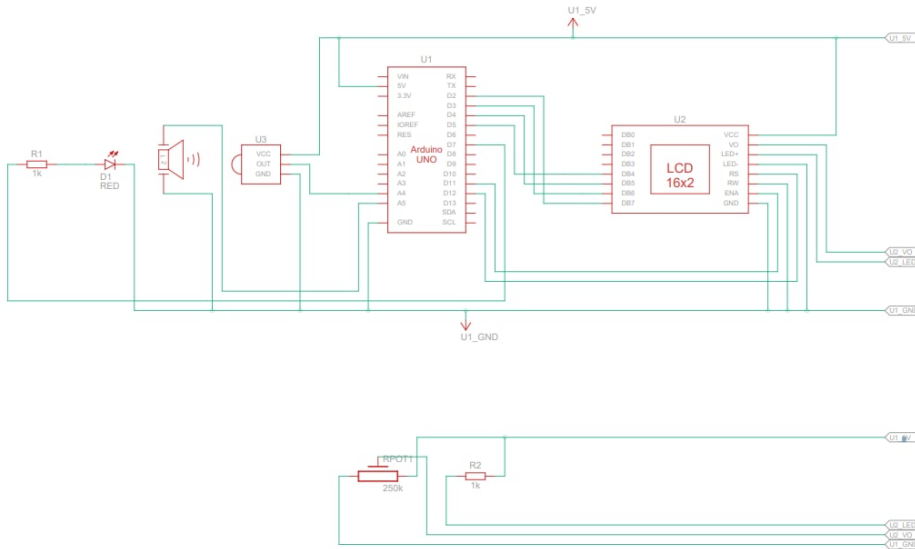 U1_5V
U1_5V
U1
VIN
5V
3.3V
AREF
IOREF
RES
A0
A1
A2
A3
A4
A5
GND
Arduino
UNO
RX
TX
D2
D3
D4
D5
D6
D7
D8
D9
D10
D11
D12
D13
SDA
SCL
U2
DB0
DB1
DB2
DB3
DB4
DB5
DB6
DB7
LCD
16x2
VCC
VO
LED+
LED-
RS
RW
ENA
GND
U3
VCC
OUT
GND
R1
1k
D1
RED
U2_VO
U2_LED
U1_GND
RPOT1
250k
R2
1k
U2_LED
U2_VO